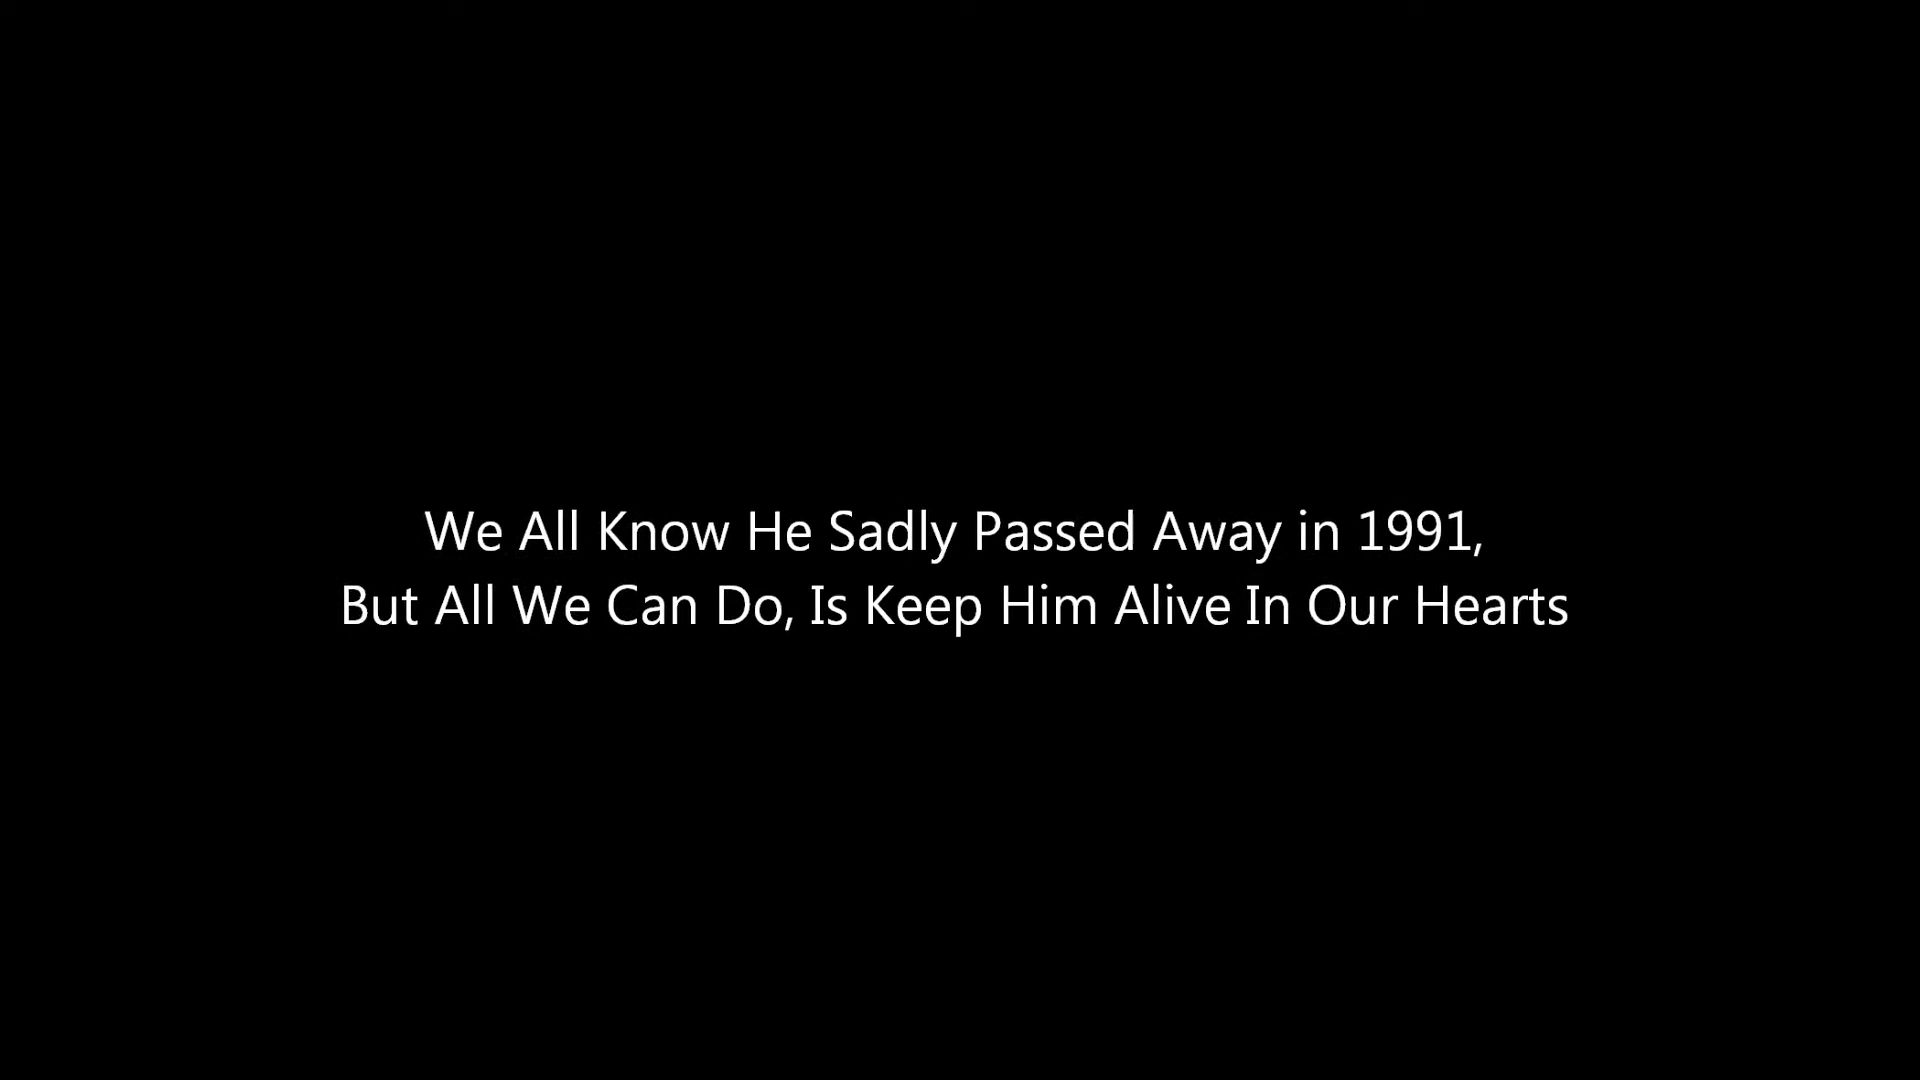 We All Know He Sadly Passed Away in 1991,
But All We Can Do, Is Keep Him Alive In Our Hearts